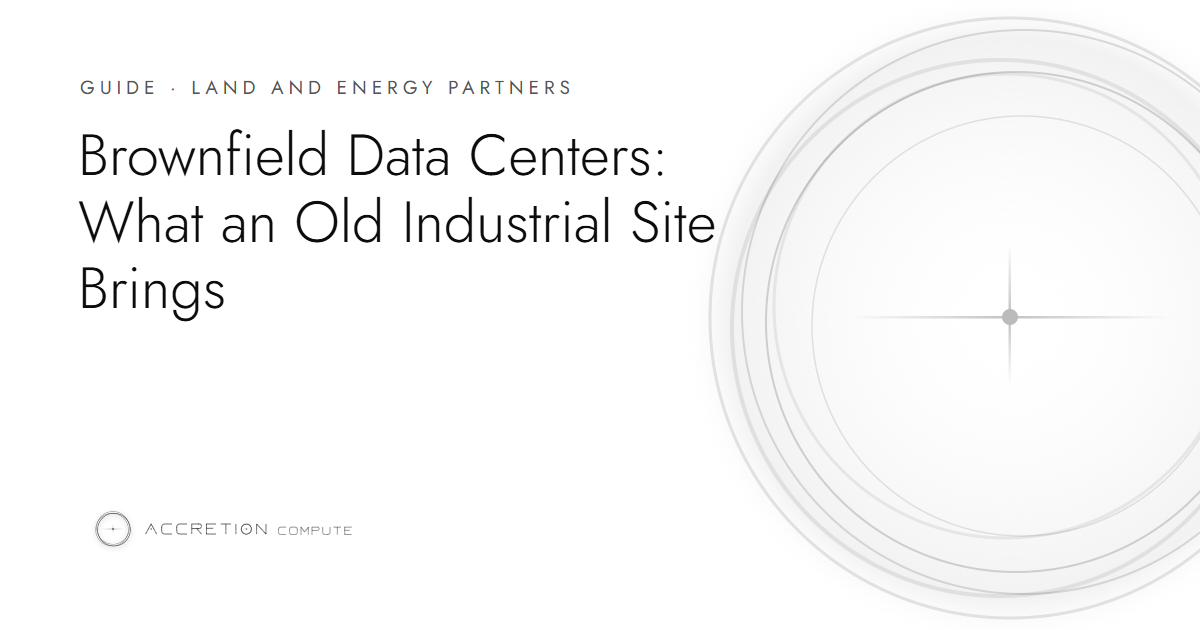 GUIDE · LAND AND ENERGY PARTNERS
Brownfield Data Centers:
What an Old Industrial Site
Brings
ACCRETION COMPUTE